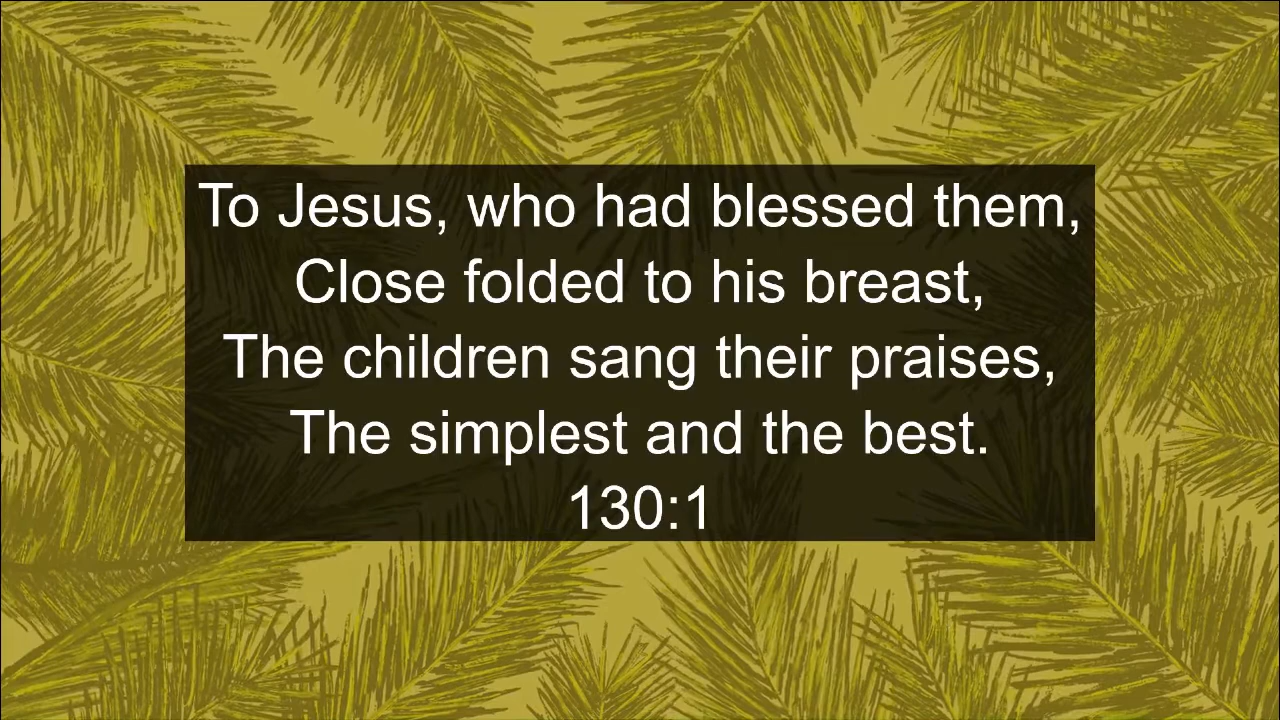 To Jesus, who had blessed them,
Close folded to his breast,
The children sang their praises,
The simplest and the best.
130:1